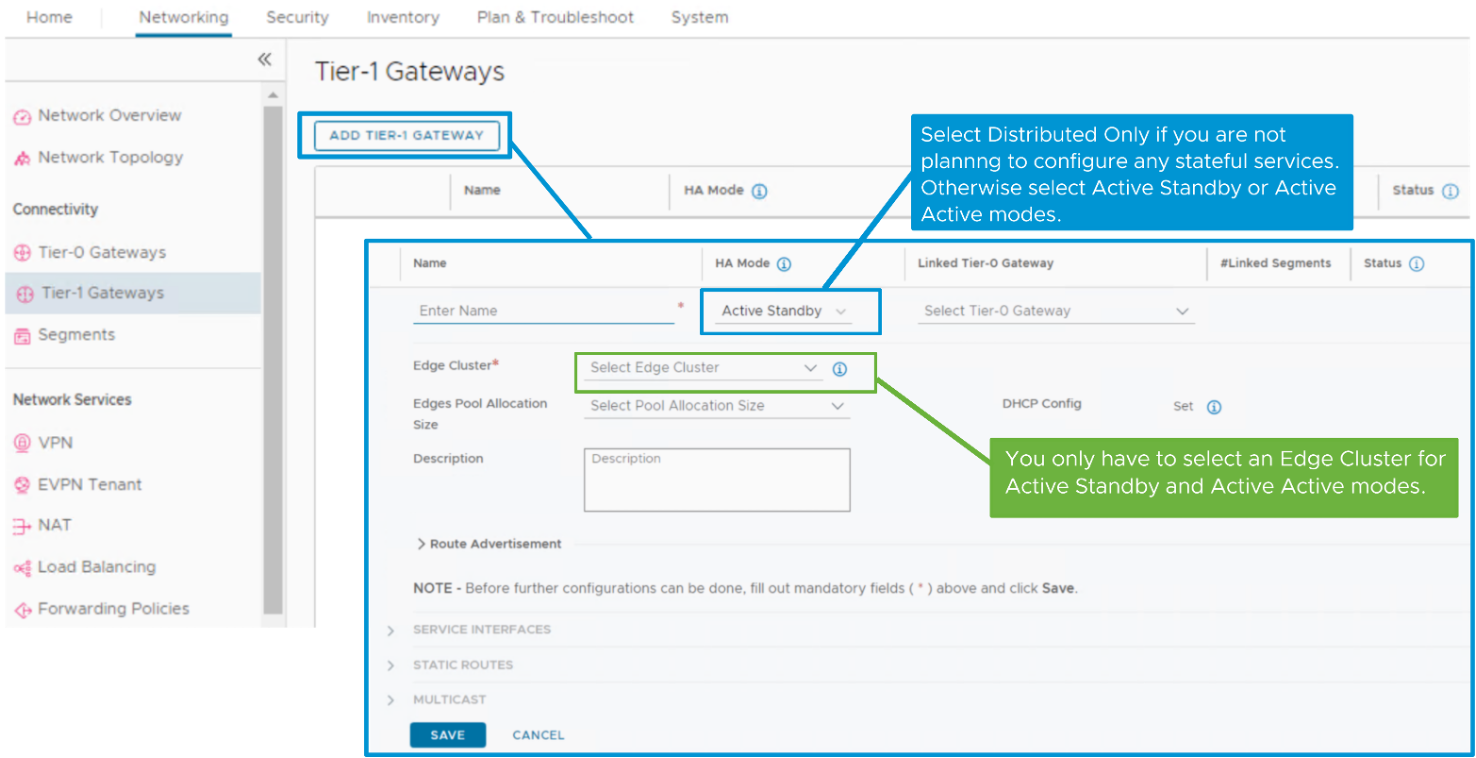 Home
Networking
Security
Inventory
Plan & Troubleshoot
System
Network Overview
Network Topology
Connectivity
Tier-0 Gateways
Tier-1 Gateways
Segments
Network Services
VPN
EVPN Tenant
NAT
Load Balancing
Forwarding Policies
Tier-1 Gateways
ADD TIER-1 GATEWAY
Name
HA Mode
Status
Select Distributed Only if you are not
plannng to configure any stateful services.
Otherwise select Active Standby or Active
Active modes.
Name
HA Mode
Linked Tier-0 Gateway
#Linked Segments
Status
Enter Name *
Active Standby
Select Tier-0 Gateway
Edge Cluster*
Select Edge Cluster
Edges Pool Allocation
Size
Select Pool Allocation Size
DHCP Config
Set
Description
Description
You only have to select an Edge Cluster for
Active Standby and Active Active modes.
Route Advertisement
NOTE - Before further configurations can be done, fill out mandatory fields ( * ) above and click Save.
SERVICE INTERFACES
STATIC ROUTES
MULTICAST
SAVE
CANCEL